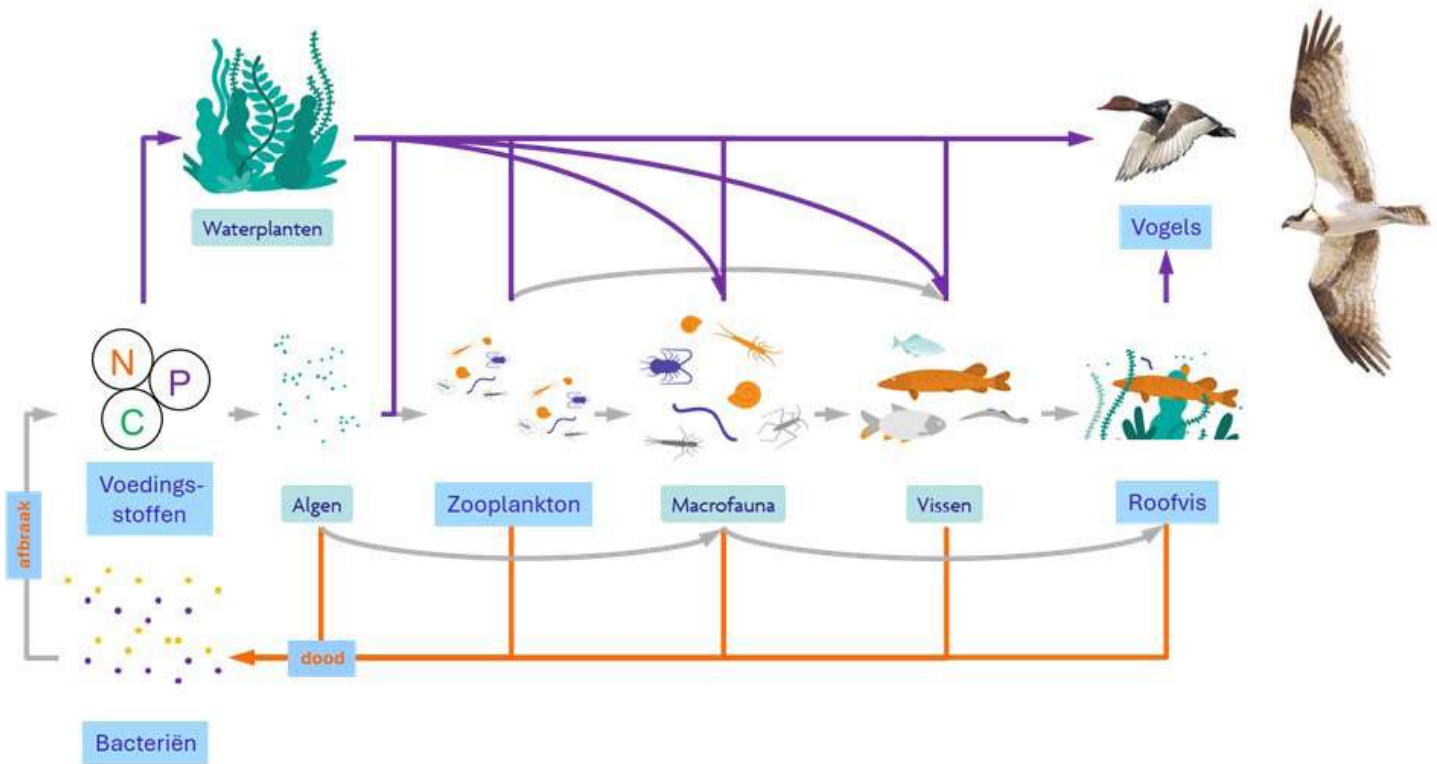 Waterplanten
Vogels
N
P
C
Voedings-
stoffen
Algen
Zooplankton
Macrofauna
Vissen
Roofvis
afbraak
dood
Bacteriën